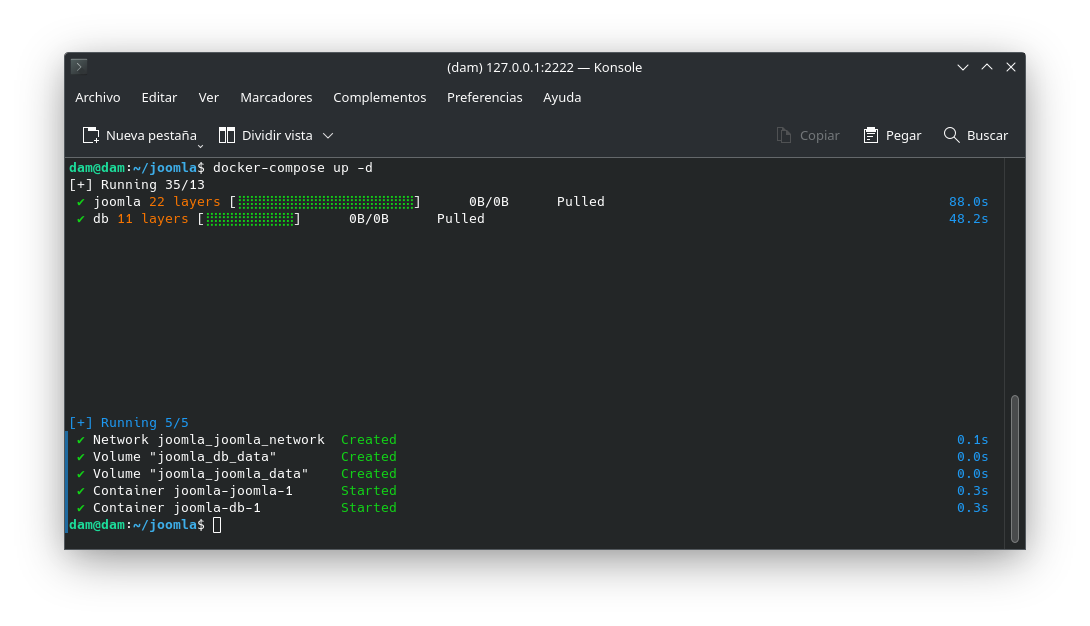 (dam) 127.0.0.1:2222 — Konsole
Archivo Editar Ver Marcadores Complementos Preferencias Ayuda
Nueva pestaña Dividir vista Copiar Pegar Buscar
dam@dam:~/joomla$ docker-compose up -d
[+] Running 35/13
✔ joomla 22 layers [⣿⣿⣿⣿⣿⣿⣿⣿⣿⣿⣿⣿⣿⣿⣿⣿⣿⣿⣿⣿⣿⣿] 0B/0B Pulled 88.0s
✔ db 11 layers [⣿⣿⣿⣿⣿⣿⣿⣿⣿⣿⣿] 0B/0B Pulled 48.2s
[+] Running 5/5
✔ Network joomla_joomla_network Created 0.1s
✔ Volume "joomla_db_data" Created 0.0s
✔ Volume "joomla_joomla_data" Created 0.0s
✔ Container joomla-joomla-1 Started 0.3s
✔ Container joomla-db-1 Started 0.3s
dam@dam:~/joomla$